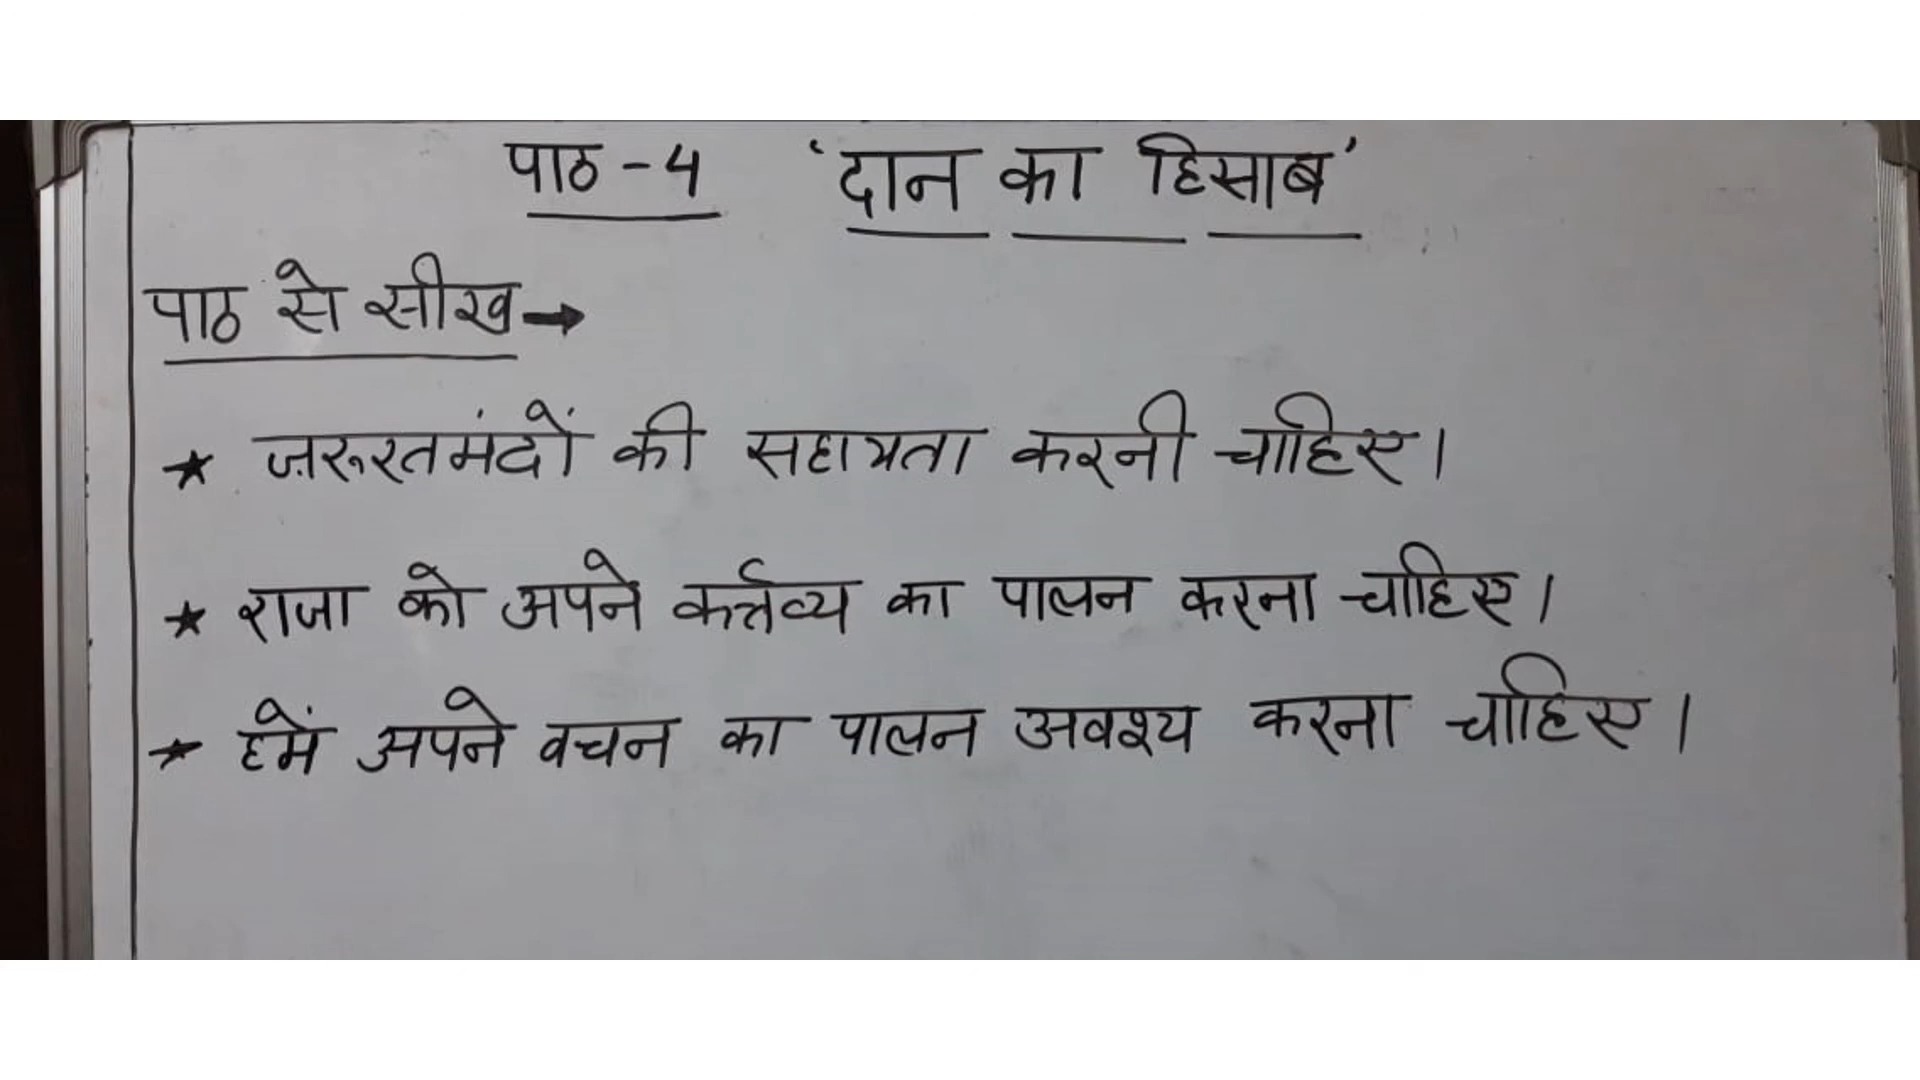 पाठ - 4 'दान का हिसाब'
पाठ से सीख→
★ ज़रूरतमंदों की सहायता करनी चाहिए।
★ राजा को अपने कर्त्तव्य का पालन करना चाहिए।
★ हमें अपने वचन का पालन अवश्य करना चाहिए।